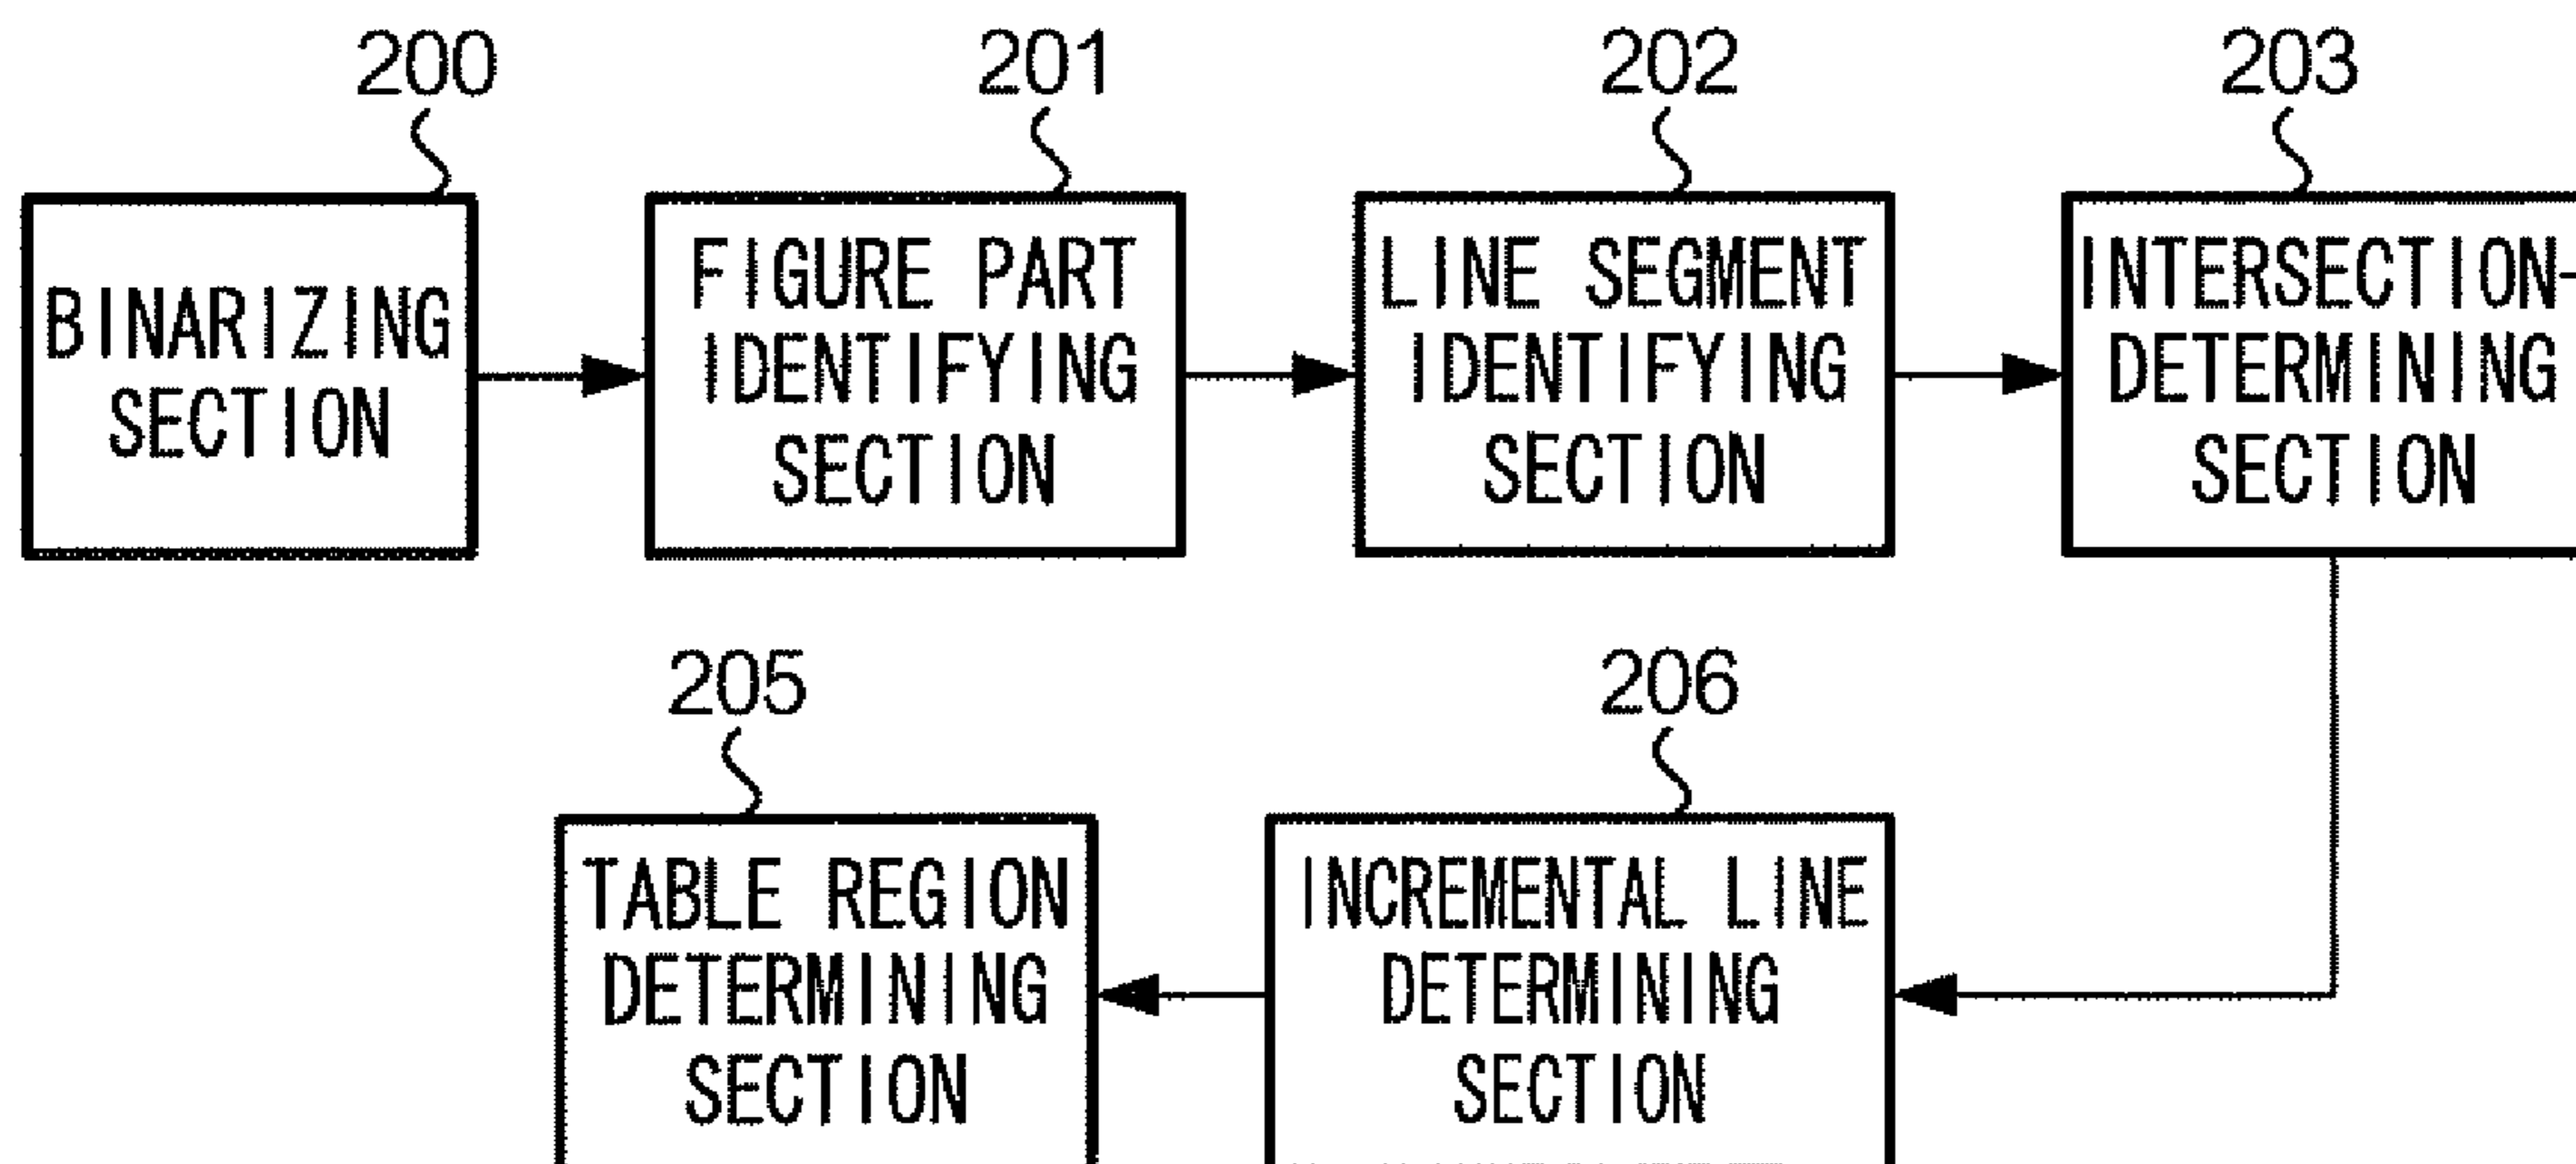 200
201
202
203
BINARIZING
SECTION
FIGURE PART
IDENTIFYING
SECTION
LINE SEGMENT
IDENTIFYING
SECTION
INTERSECTION-
DETERMINING
SECTION
205
206
TABLE REGION
DETERMINING
SECTION
INCREMENTAL LINE
DETERMINING
SECTION